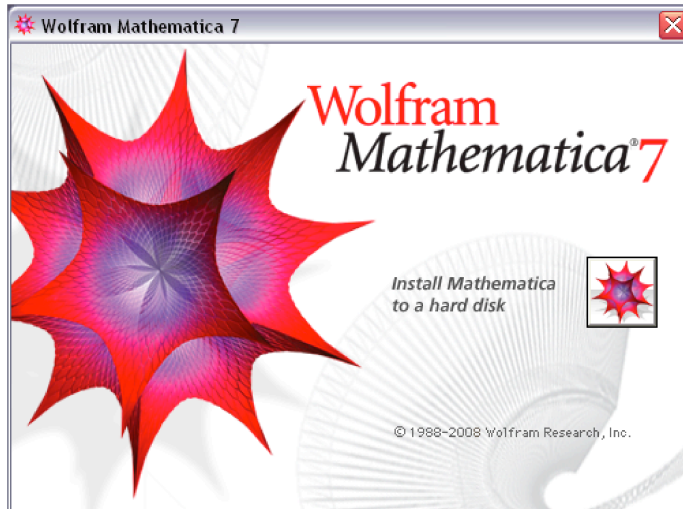 Wolfram Mathematica 7
Wolfram
Mathematica®7
Install Mathematica
to a hard disk
© 1988-2008 Wolfram Research, Inc.